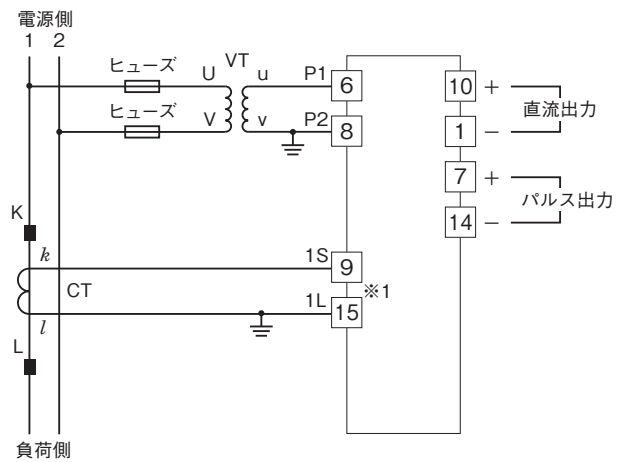 電源側
1 2
ヒューズ U VT u P1 6 10 +
直流出力
ヒューズ V v P2 8 1 −
7 +
パルス出力
14 −
K
k 1S 9
CT ※1
l 1L 15
L
負荷側